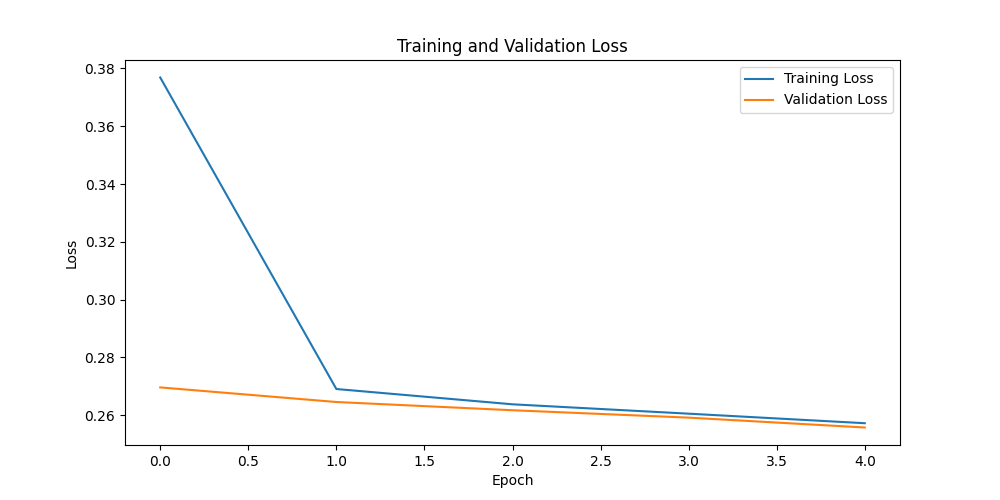 Training and Validation Loss
0.38
0.36
0.34
0.32
0.30
0.28
0.26
Loss
Training Loss
Validation Loss
0.0 0.5 1.0 1.5 2.0 2.5 3.0 3.5 4.0
Epoch